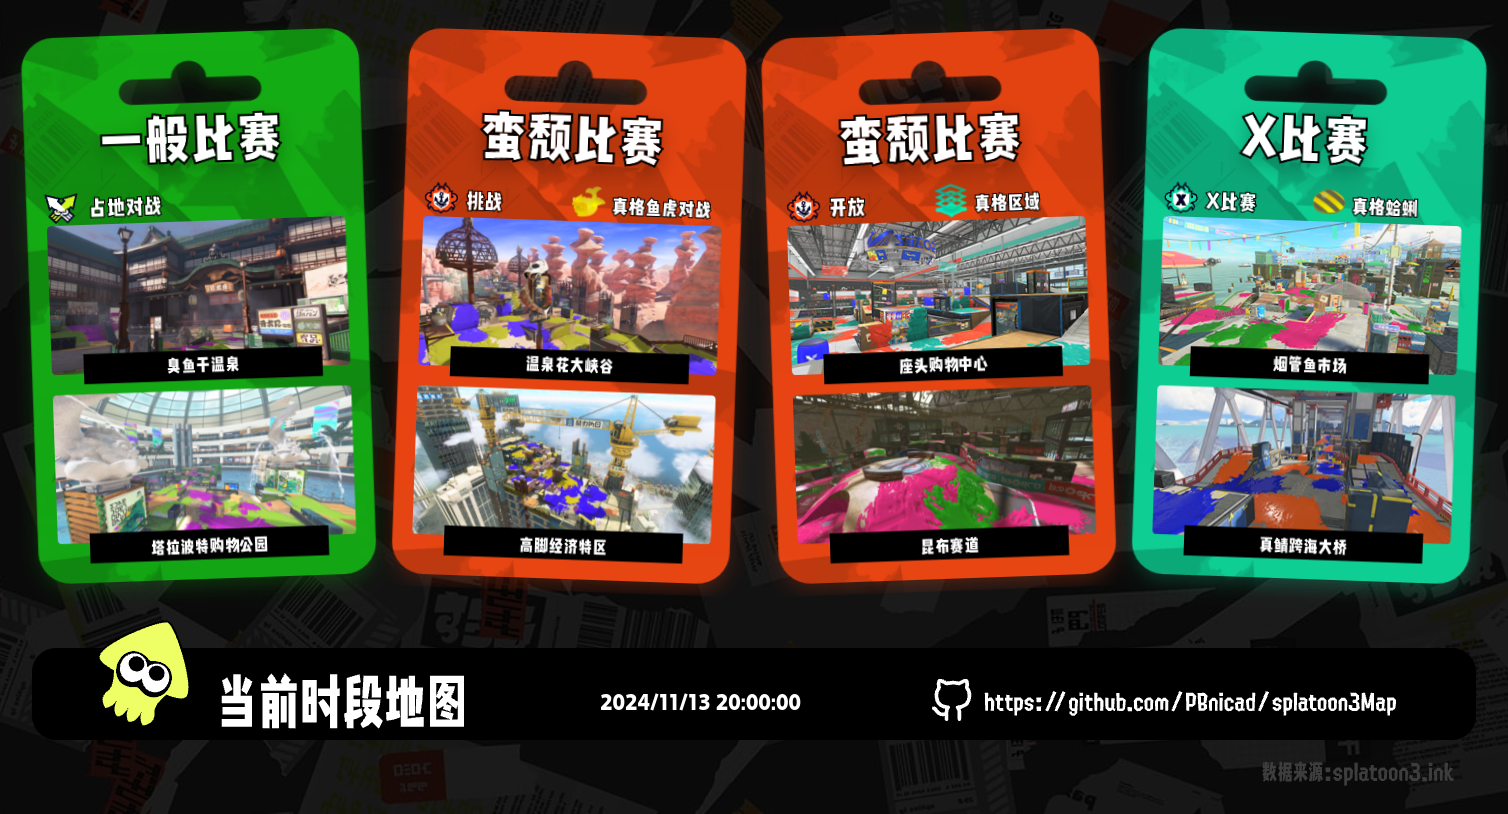 一般比赛
占地对战
臭鱼干温泉
塔拉波特购物公园
蛮颓比赛
挑战
真格鱼虎对战
温泉花大峡谷
高脚经济特区
蛮颓比赛
开放
真格区域
座头购物中心
昆布赛道
X比赛
X比赛
真格蛤蜊
烟管鱼市场
真鲭跨海大桥
当前时段地图
2024/11/13 20:00:00
https://github.com/PBnicad/splatoon3Map
数据来源:splatoon3.ink